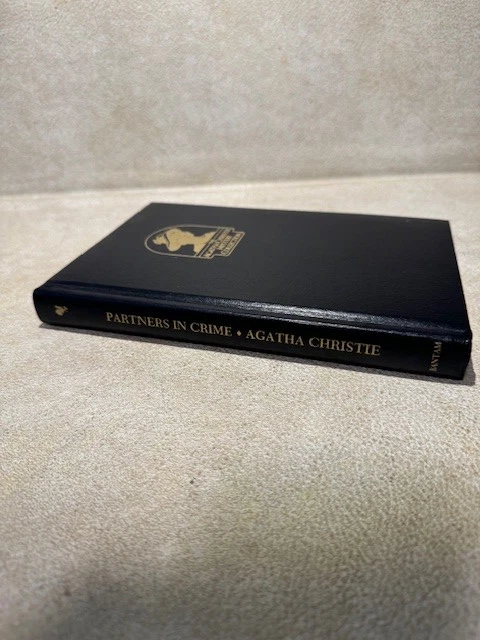 PARTNERS IN CRIME • AGATHA CHRISTIE
BANTAM